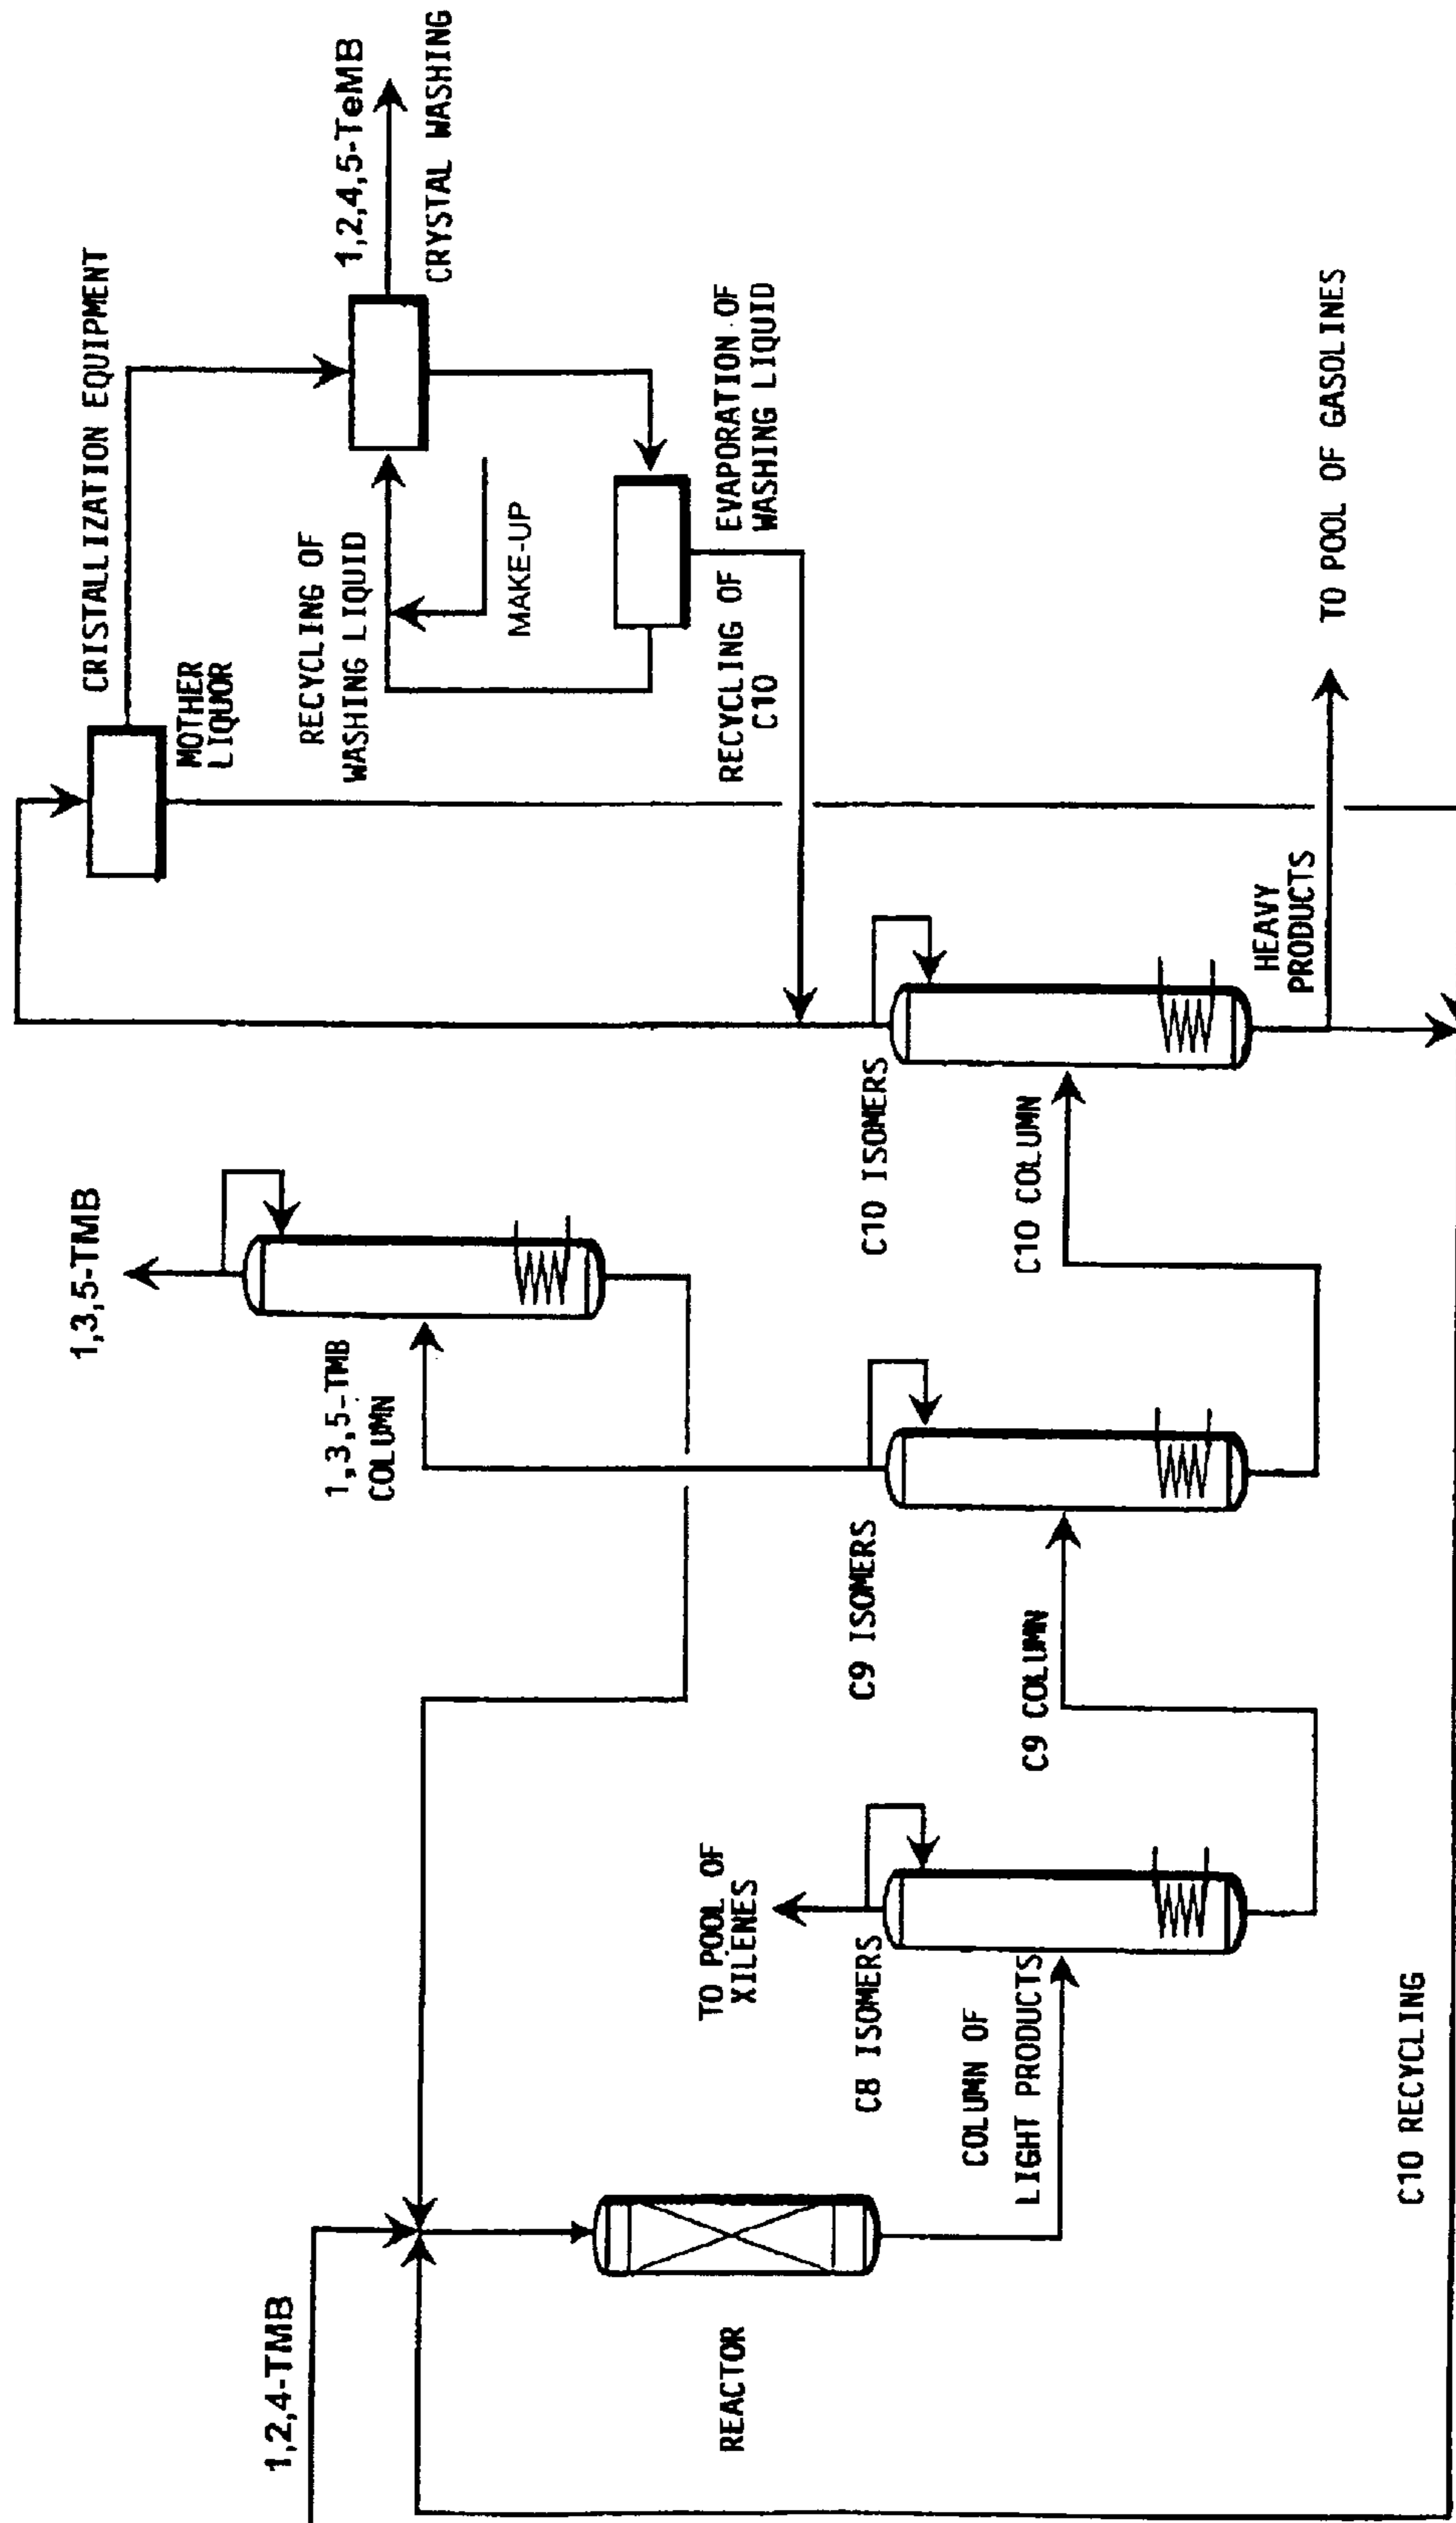 1,2,4-TMB
REACTOR
COLUMN OF
LIGHT PRODUCTS
C8 ISOMERS
TO POOL OF
XILENES
C9 COLUMN
C9 ISOMERS
1,3,5-TMB
COLUMN
1,3,5-TMB
C10 COLUMN
C10 ISOMERS
HEAVY
PRODUCTS
TO POOL OF GASOLINES
C10 RECYCLING
MOTHER
LIQUOR
CRISTALLIZATION EQUIPMENT
RECYCLING OF
WASHING LIQUID
MAKE-UP
RECYCLING OF
C10
EVAPORATION OF
WASHING LIQUID
1,2,4,5-TeMB
CRYSTAL WASHING